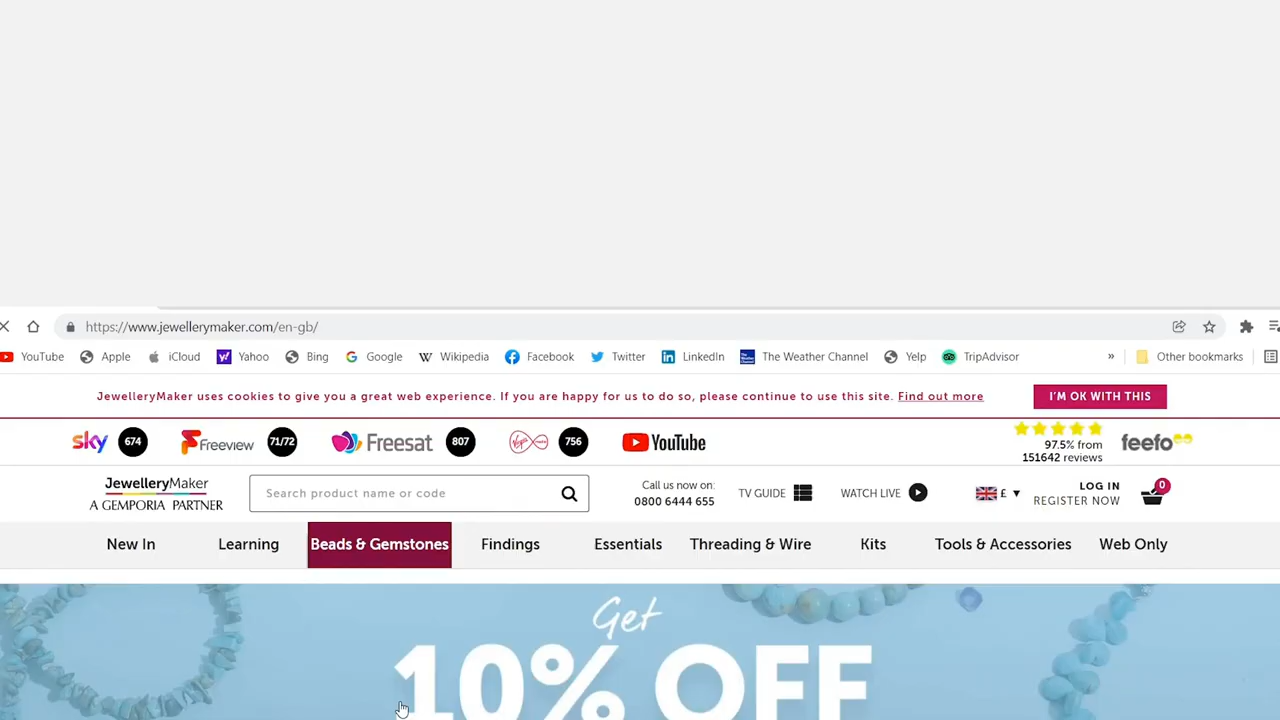 https://www.jewellerymaker.com/en-gb/
YouTube Apple iCloud Yahoo Bing Google Wikipedia Facebook Twitter LinkedIn The Weather Channel Yelp TripAdvisor » Other bookmarks
JewelleryMaker uses cookies to give you a great web experience. If you are happy for us to do so, please continue to use this site. Find out more I'M OK WITH THIS
sky 674 Freeview 71/72 Freesat 807 756 YouTube
97.5% from
151642 reviews
feefo
JewelleryMaker
A GEMPORIA PARTNER
Search product name or code
Call us now on:
0800 6444 655
TV GUIDE
WATCH LIVE
£
LOG IN
REGISTER NOW
0
New In Learning Beads & Gemstones Findings Essentials Threading & Wire Kits Tools & Accessories Web Only
Get
10% OFF